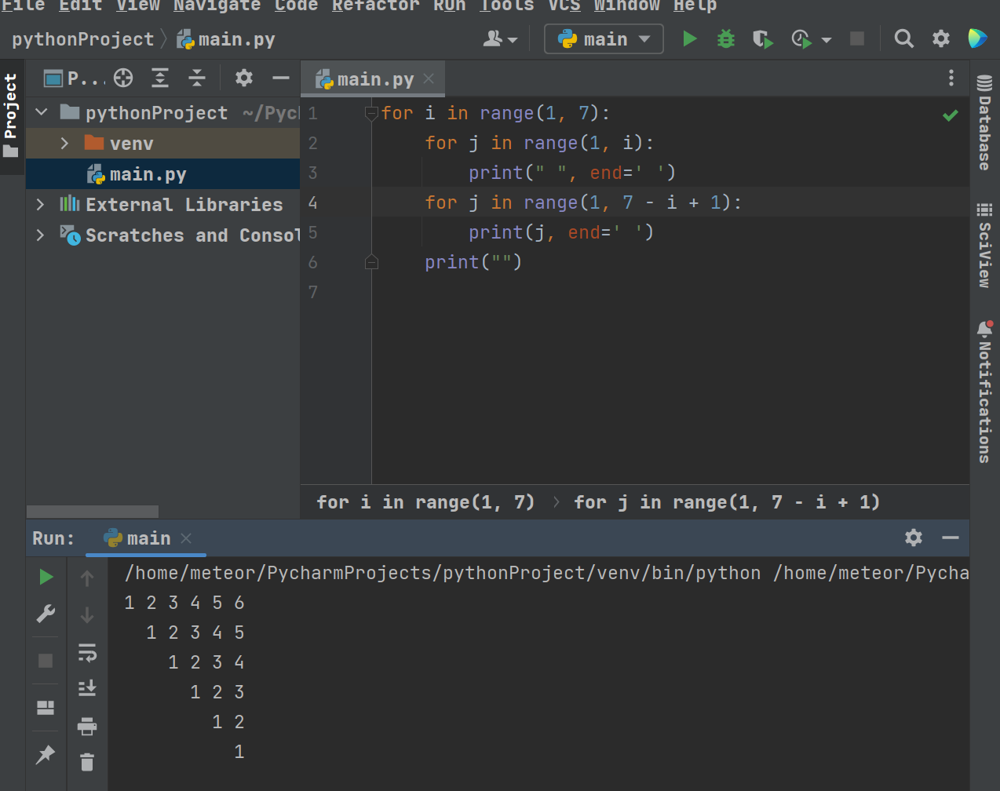 File Edit View Navigate Code Refactor Run Tools VCS Window Help
pythonProject main.py main
Project
P... main.py
pythonProject ~/Pyc
venv
main.py
External Libraries
Scratches and Consol
1 for i in range(1, 7):
2     for j in range(1, i):
3         print(" ", end=' ')
4     for j in range(1, 7 - i + 1):
5         print(j, end=' ')
6     print("")
7
Database
SciView
Notifications
for i in range(1, 7) for j in range(1, 7 - i + 1)
Run: main
/home/meteor/PycharmProjects/pythonProject/venv/bin/python /home/meteor/Pycha
1 2 3 4 5 6
  1 2 3 4 5
    1 2 3 4
      1 2 3
        1 2
          1